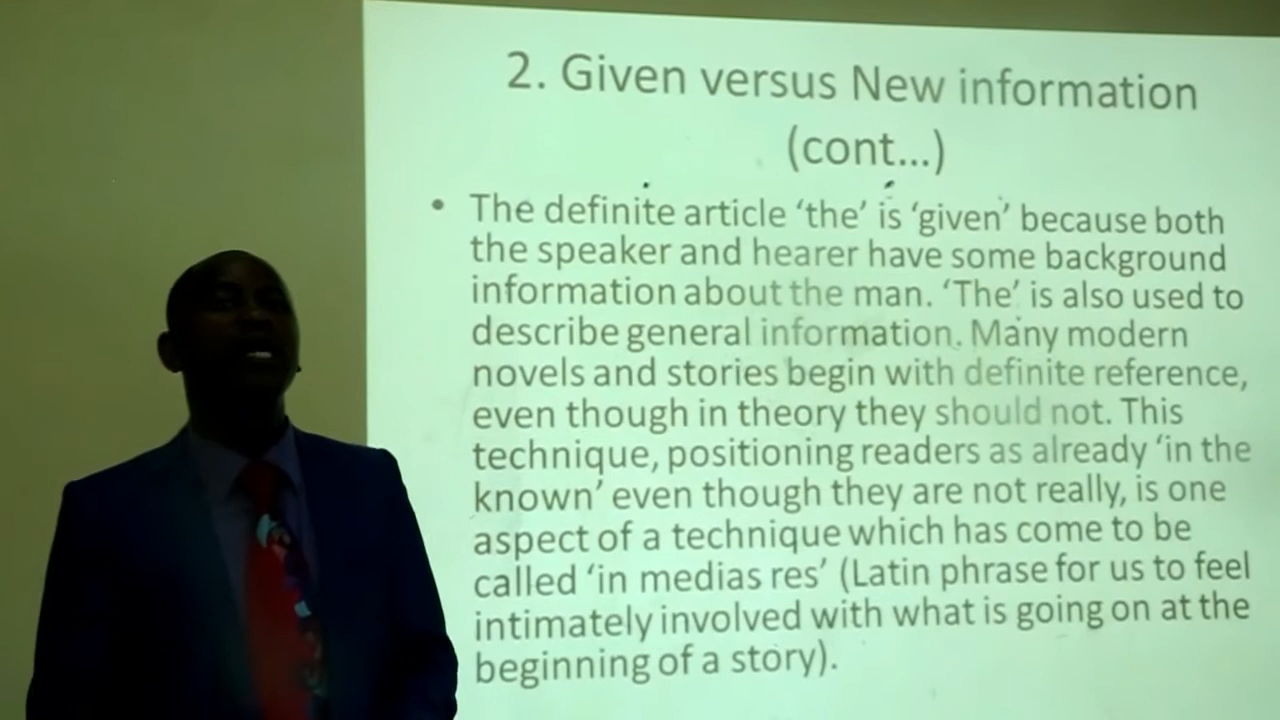 2. Given versus New information
(cont...)
• The definite article ‘the’ is ‘given’ because both
the speaker and hearer have some background
information about the man. ‘The’ is also used to
describe general information. Many modern
novels and stories begin with definite reference,
even though in theory they should not. This
technique, positioning readers as already ‘in the
known’ even though they are not really, is one
aspect of a technique which has come to be
called ‘in medias res’ (Latin phrase for us to feel
intimately involved with what is going on at the
beginning of a story).